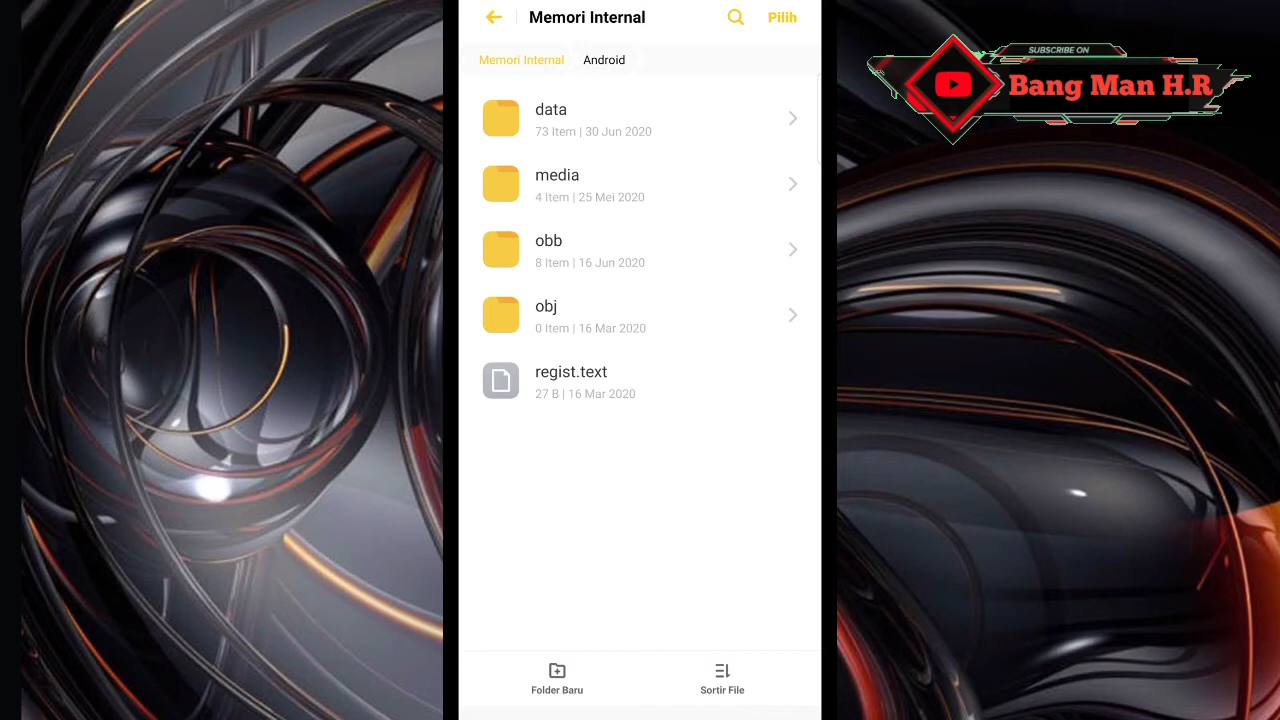 Memori Internal
Pilih
Memori Internal
Android
data
73 Item | 30 Jun 2020
media
4 Item | 25 Mei 2020
obb
8 Item | 16 Jun 2020
obj
0 Item | 16 Mar 2020
regist.text
27 B | 16 Mar 2020
Folder Baru
Sortir File
SUBSCRIBE ON
Bang Man H.R